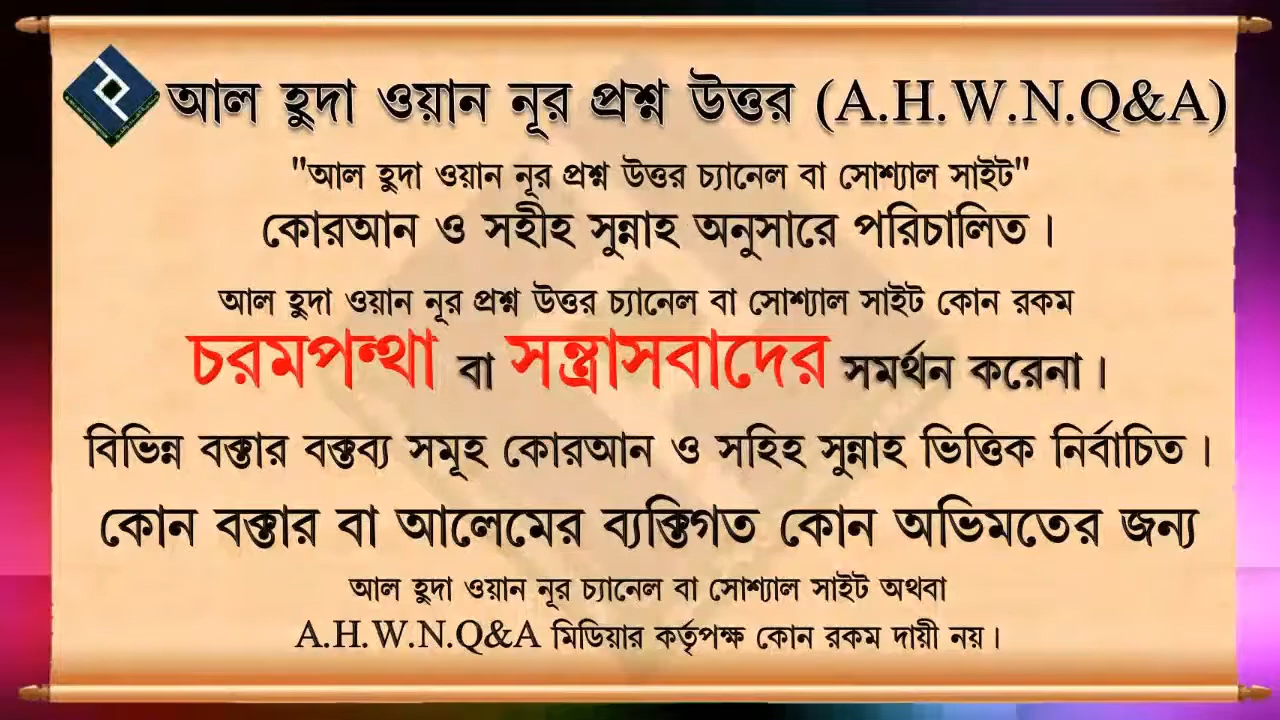 আল হুদা ওয়ান নূর প্রশ্ন উত্তর (A.H.W.N.Q&A)
"আল হুদা ওয়ান নূর প্রশ্ন উত্তর চ্যানেল বা সোশ্যাল সাইট"
কোরআন ও সহীহ সুন্নাহ অনুসারে পরিচালিত।
আল হুদা ওয়ান নূর প্রশ্ন উত্তর চ্যানেল বা সোশ্যাল সাইট কোন রকম
চরমপন্থা বা সন্ত্রাসবাদের সমর্থন করেনা।
বিভিন্ন বক্তার বক্তব্য সমূহ কোরআন ও সহিহ সুন্নাহ ভিত্তিক নির্বাচিত।
কোন বক্তার বা আলেমের ব্যক্তিগত কোন অভিমতের জন্য
আল হুদা ওয়ান নূর চ্যানেল বা সোশ্যাল সাইট অথবা
A.H.W.N.Q&A মিডিয়ার কর্তৃপক্ষ কোন রকম দায়ী নয়।